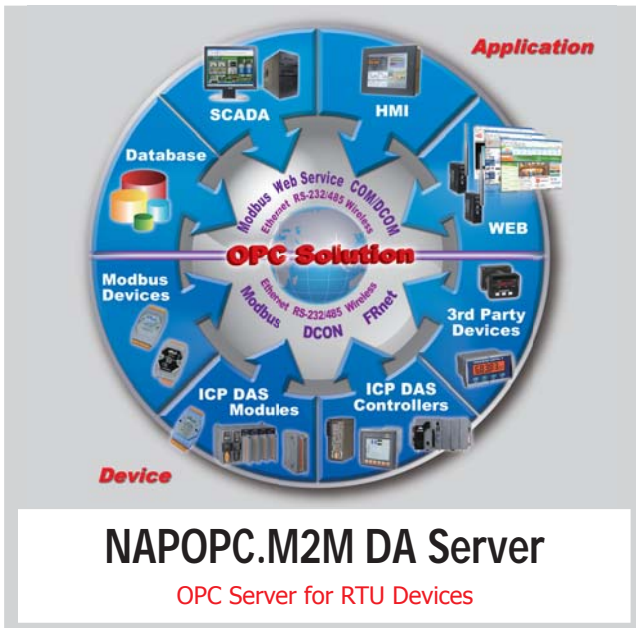 Application
SCADA
HMI
Database
WEB
Modbus Web Service COM/DCOM
Ethernet RS-232/485 Wireless
OPC Solution
Ethernet RS-232/485 Wireless
Modbus DCON FRnet
Modbus
Devices
3rd Party
Devices
ICP DAS
Modules
ICP DAS
Controllers
Device
NAPOPC.M2M DA Server
OPC Server for RTU Devices